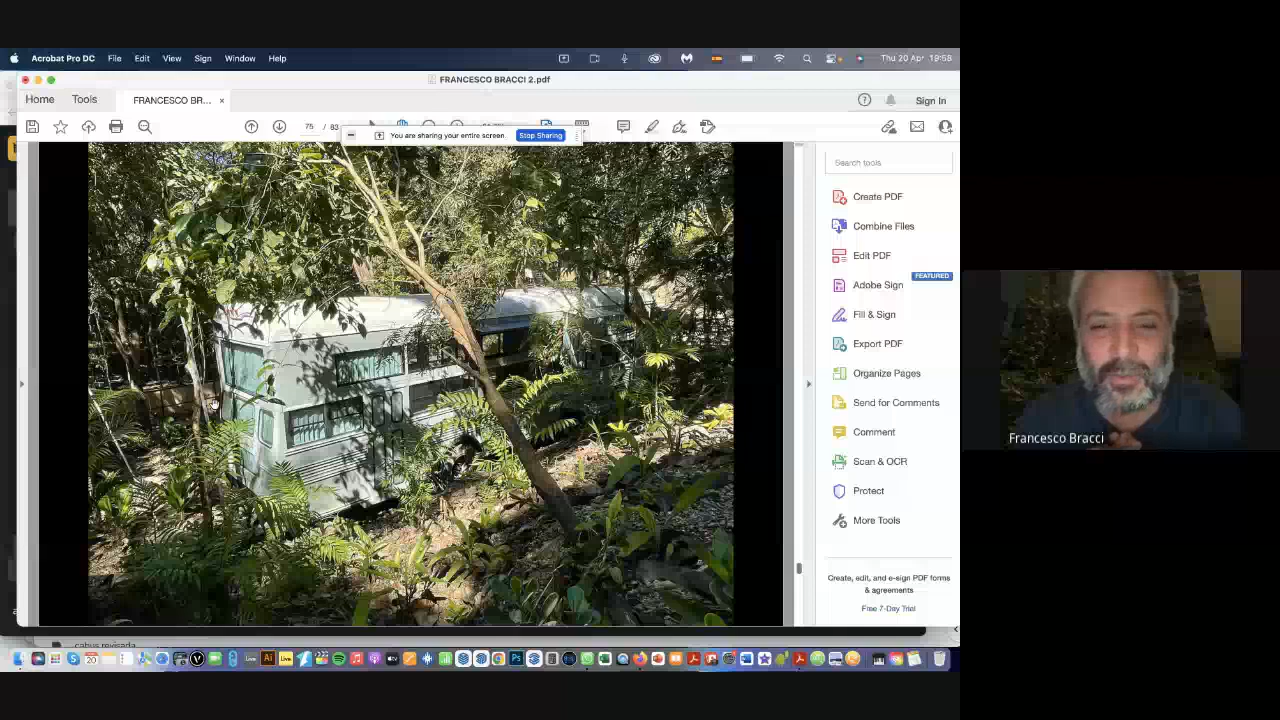 Acrobat Pro DC File Edit View Sign Window Help
Thu 20 Apr 19:58
FRANCESCO BRACCI 2.pdf
Home Tools FRANCESCO BR... × Sign In
75 / 83
You are sharing your entire screen. Stop Sharing
Search tools
Create PDF
Combine Files
Edit PDF
FEATURED
Adobe Sign
Fill & Sign
Export PDF
Organize Pages
Send for Comments
Comment
Scan & OCR
Protect
More Tools
Create, edit, and e-sign PDF forms
& agreements
Free 7-Day Trial
Francesco Bracci